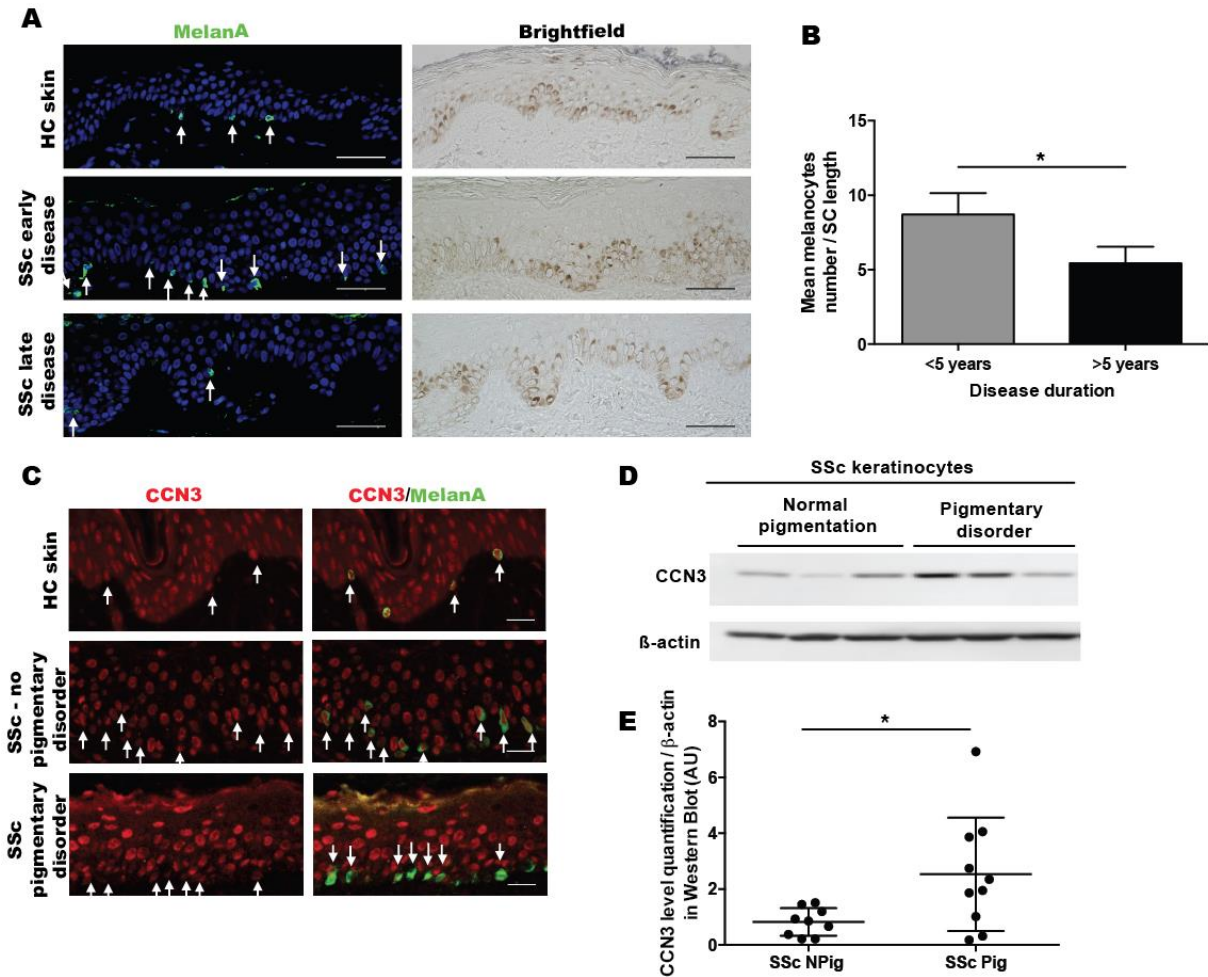 A
MelanA
Brightfield
HC skin
SSc early
disease
SSc late
disease
B
15
10
5
0
Mean melanocytes
number / SC length
*
<5 years
>5 years
Disease duration
C
CCN3
CCN3/MelanA
HC skin
SSc - no
pigmentary
disorder
SSc
pigmentary
disorder
D
SSc keratinocytes
Normal
pigmentation
Pigmentary
disorder
CCN3
ß-actin
E
CCN3 level quantification / β-actin
in Western Blot (AU)
8
6
4
2
0
*
SSc NPig
SSc Pig